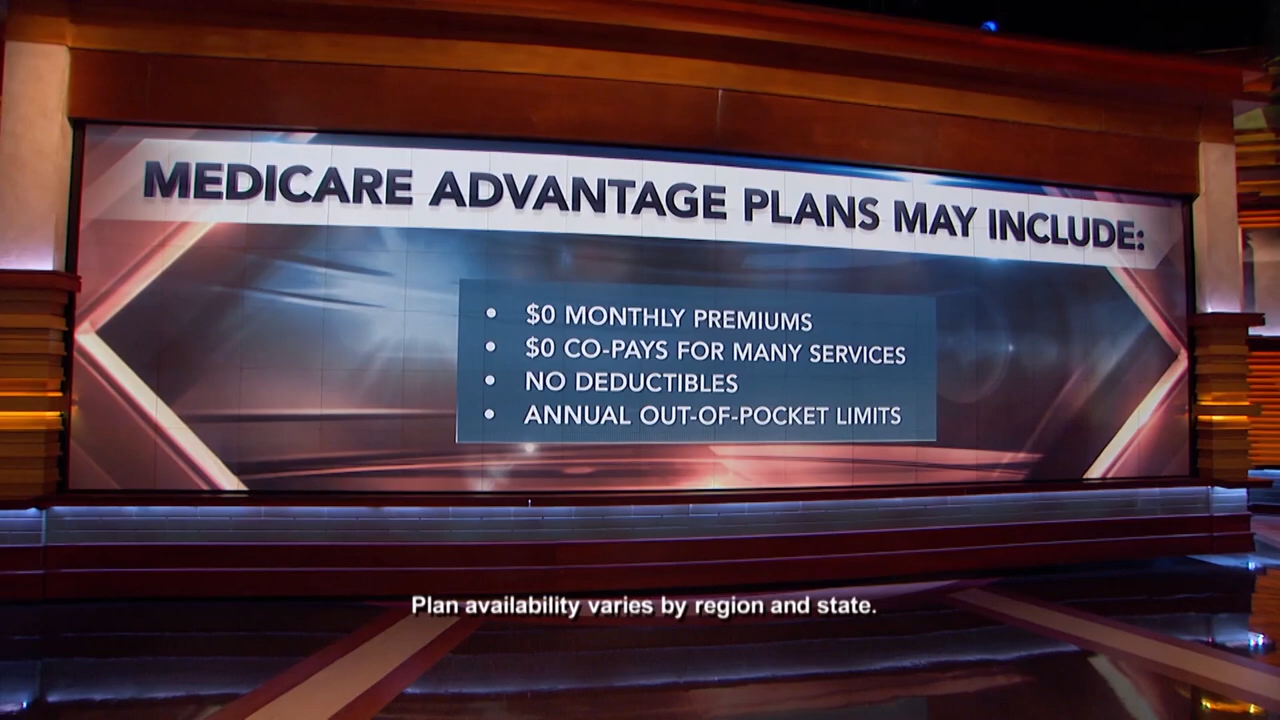 MEDICARE ADVANTAGE PLANS MAY INCLUDE:
• $0 MONTHLY PREMIUMS
• $0 CO-PAYS FOR MANY SERVICES
• NO DEDUCTIBLES
• ANNUAL OUT-OF-POCKET LIMITS
Plan availability varies by region and state.